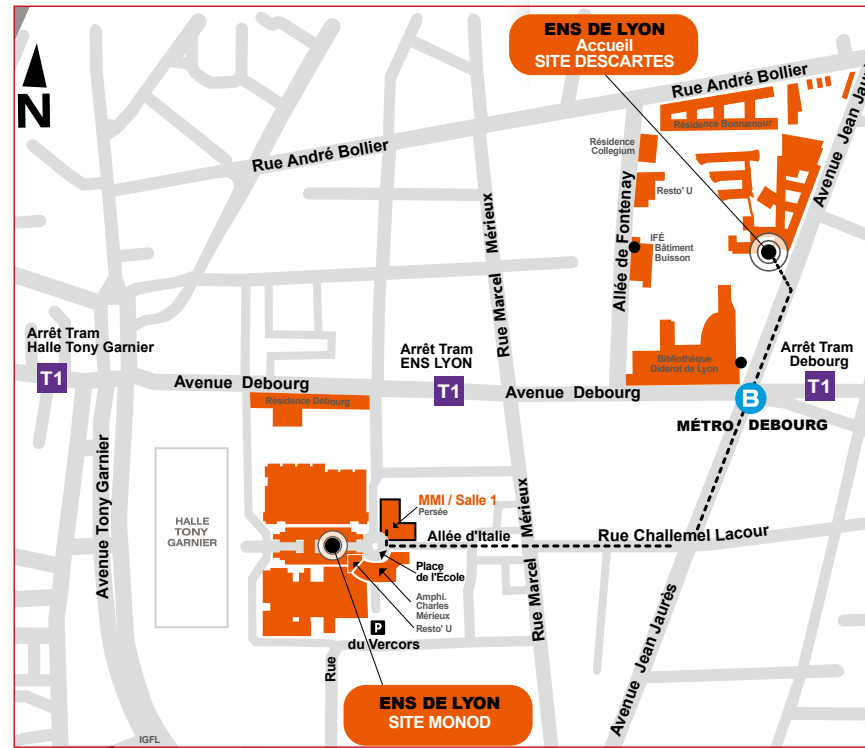 ENS DE LYON
Accueil
SITE DESCARTES
N
Rue André Bollier
Rue André Bollier
Résidence Bonnamour
Résidence
Collegium
Resto' U
Avenue Jean Jaurès
Allée de Fontenay
IFÉ
Bâtiment
Buisson
Rue Marcel Mérieux
Arrêt Tram
Halle Tony Garnier
T1
Arrêt Tram
ENS LYON
T1
Arrêt Tram
Debourg
T1
Bibliothèque
Diderot de Lyon
Avenue Debourg
Avenue Debourg
Résidence Debourg
B
MÉTRO DEBOURG
Avenue Tony Garnier
HALLE
TONY
GARNIER
MMI / Salle 1
Persée
Allée d'Italie
Rue Challemel Lacour
Place
de l'École
Amphi.
Charles
Mérieux
Resto' U
P
Rue du Vercors
Rue Marcel Mérieux
Avenue Jean Jaurès
ENS DE LYON
SITE MONOD
IGFL